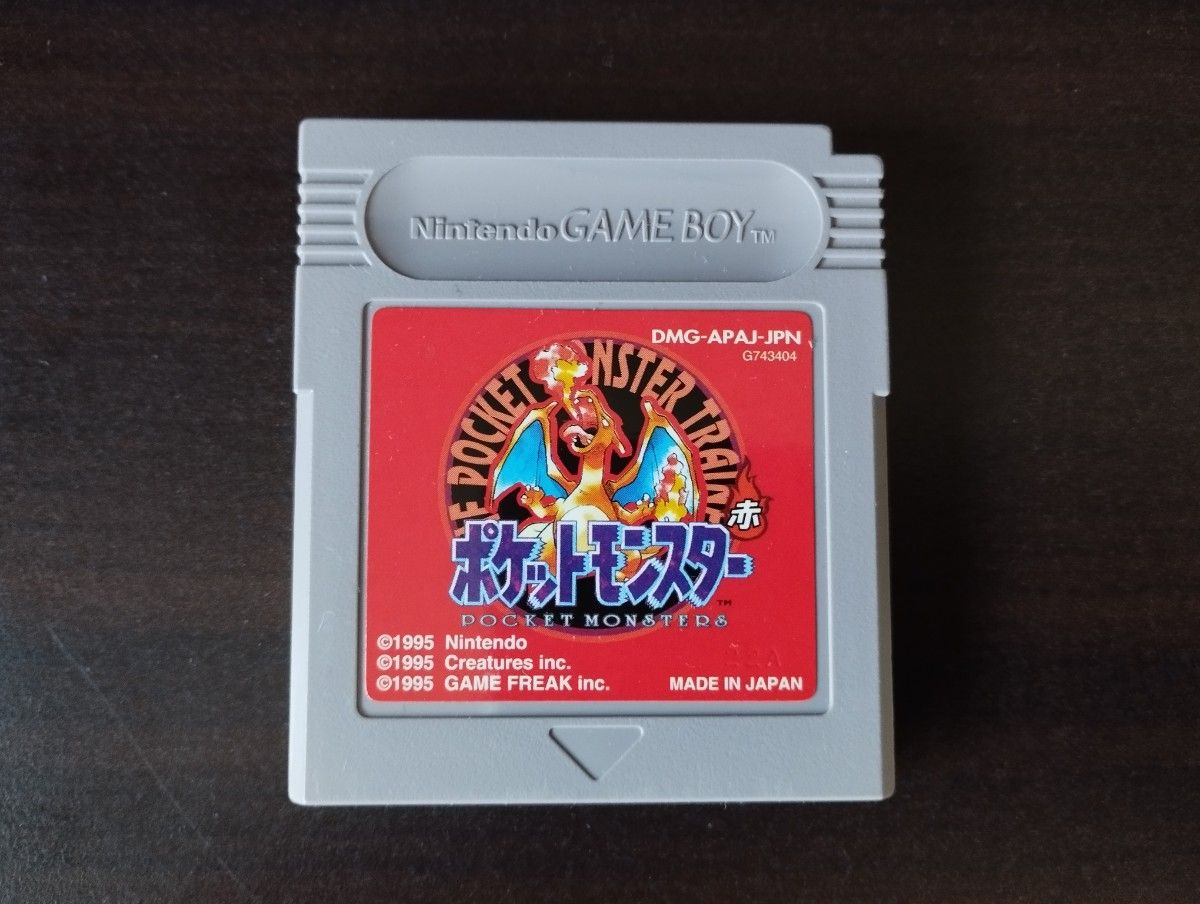 Nintendo GAME BOY™
DMG-APAJ-JPN
G743404
POCKET MONSTER
赤
ポケットモンスター
™
POCKET MONSTERS
©1995 Nintendo
©1995 Creatures inc.
©1995 GAME FREAK inc.
MADE IN JAPAN